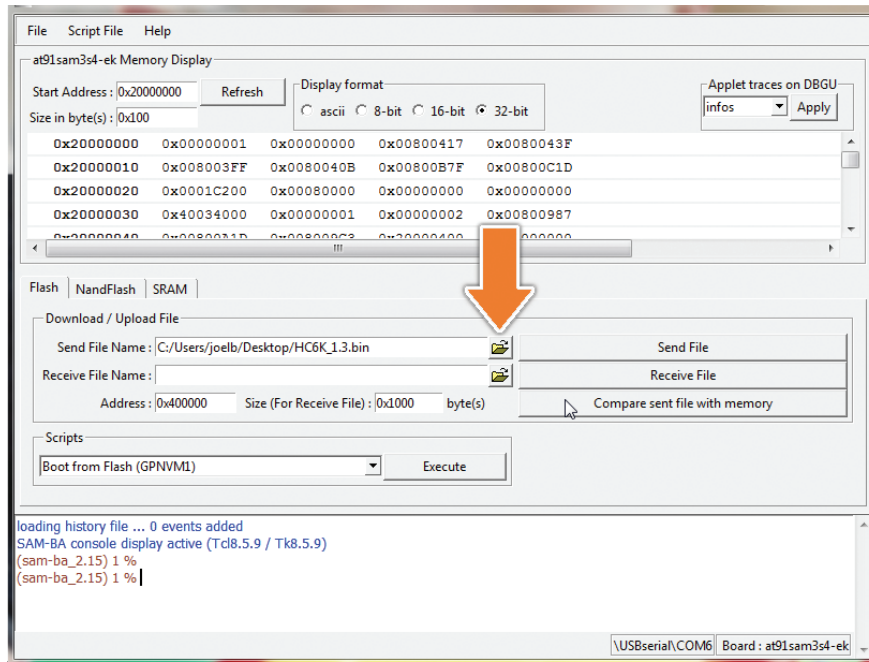 File Script File Help
at91sam3s4-ek Memory Display
Start Address : 0x20000000 Refresh
Size in byte(s) : 0x100
Display format
ascii 8-bit 16-bit 32-bit
Applet traces on DBGU
infos Apply
0x20000000 0x00000001 0x00000000 0x00800417 0x0080043F
0x20000010 0x008003FF 0x0080040B 0x00800B7F 0x00800C1D
0x20000020 0x0001C200 0x00080000 0x00000000 0x00000000
0x20000030 0x40034000 0x00000001 0x00000002 0x00800987
Flash NandFlash SRAM
Download / Upload File
Send File Name : C:/Users/joelb/Desktop/HC6K_1.3.bin Send File
Receive File Name : Receive File
Address : 0x400000 Size (For Receive File) : 0x1000 byte(s) Compare sent file with memory
Scripts
Boot from Flash (GPNVM1) Execute
loading history file ... 0 events added
SAM-BA console display active (Tcl8.5.9 / Tk8.5.9)
(sam-ba_2.15) 1 %
(sam-ba_2.15) 1 %
\USBserial\COM6 Board : at91sam3s4-ek